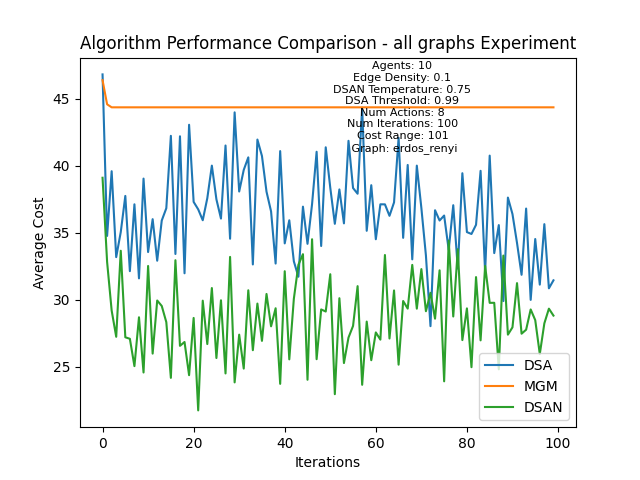 Algorithm Performance Comparison - all graphs Experiment
Agents: 10
Edge Density: 0.1
DSAN Temperature: 0.75
DSA Threshold: 0.99
Num Actions: 8
Num Iterations: 100
Cost Range: 101
Graph: erdos_renyi
45
40
35
30
25
Average Cost
0
20
40
60
80
100
Iterations
DSA
MGM
DSAN